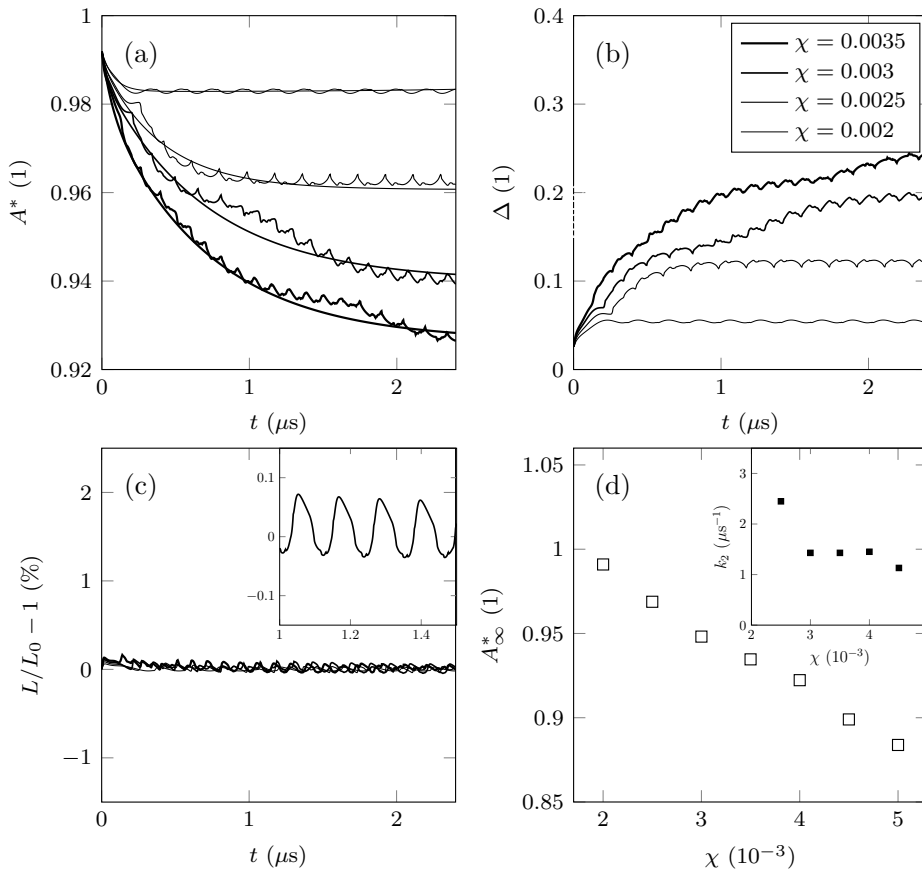 (a)
1
0.98
0.96
0.94
0.92
A* (1)
0
1
2
t (μs)
(b)
χ = 0.0035
χ = 0.003
χ = 0.0025
χ = 0.002
0.4
0.3
0.2
0.1
0
Δ (1)
0
1
2
t (μs)
(c)
2
1
0
−1
L/L₀ − 1 (%)
0
1
2
t (μs)
0.1
0
−0.1
1
1.2
1.4
(d)
1.05
1
0.95
0.9
0.85
A*∞ (1)
2
3
4
5
χ (10⁻³)
3
2
1
0
k₂ (μs⁻¹)
2
3
4
χ (10⁻³)